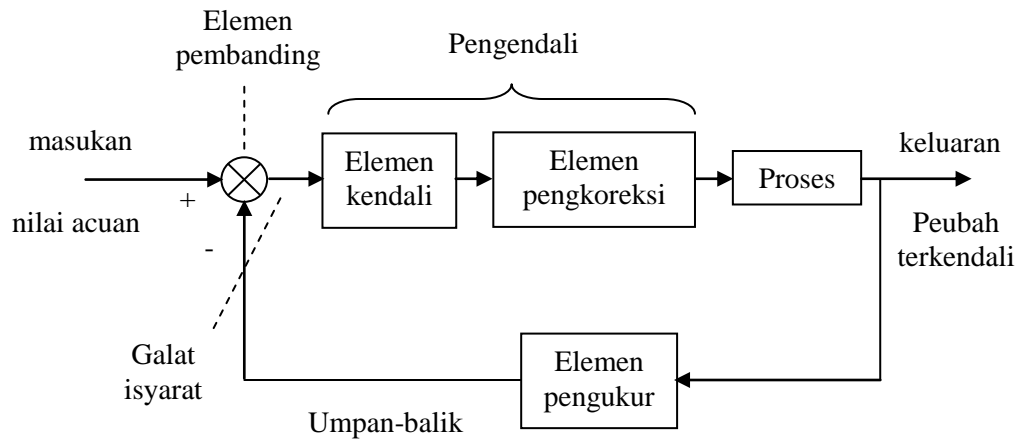 Elemen
pembanding
Pengendali
masukan
+
nilai acuan
-
Elemen
kendali
Elemen
pengkoreksi
Proses
keluaran
Peubah
terkendali
Galat
isyarat
Elemen
pengukur
Umpan-balik